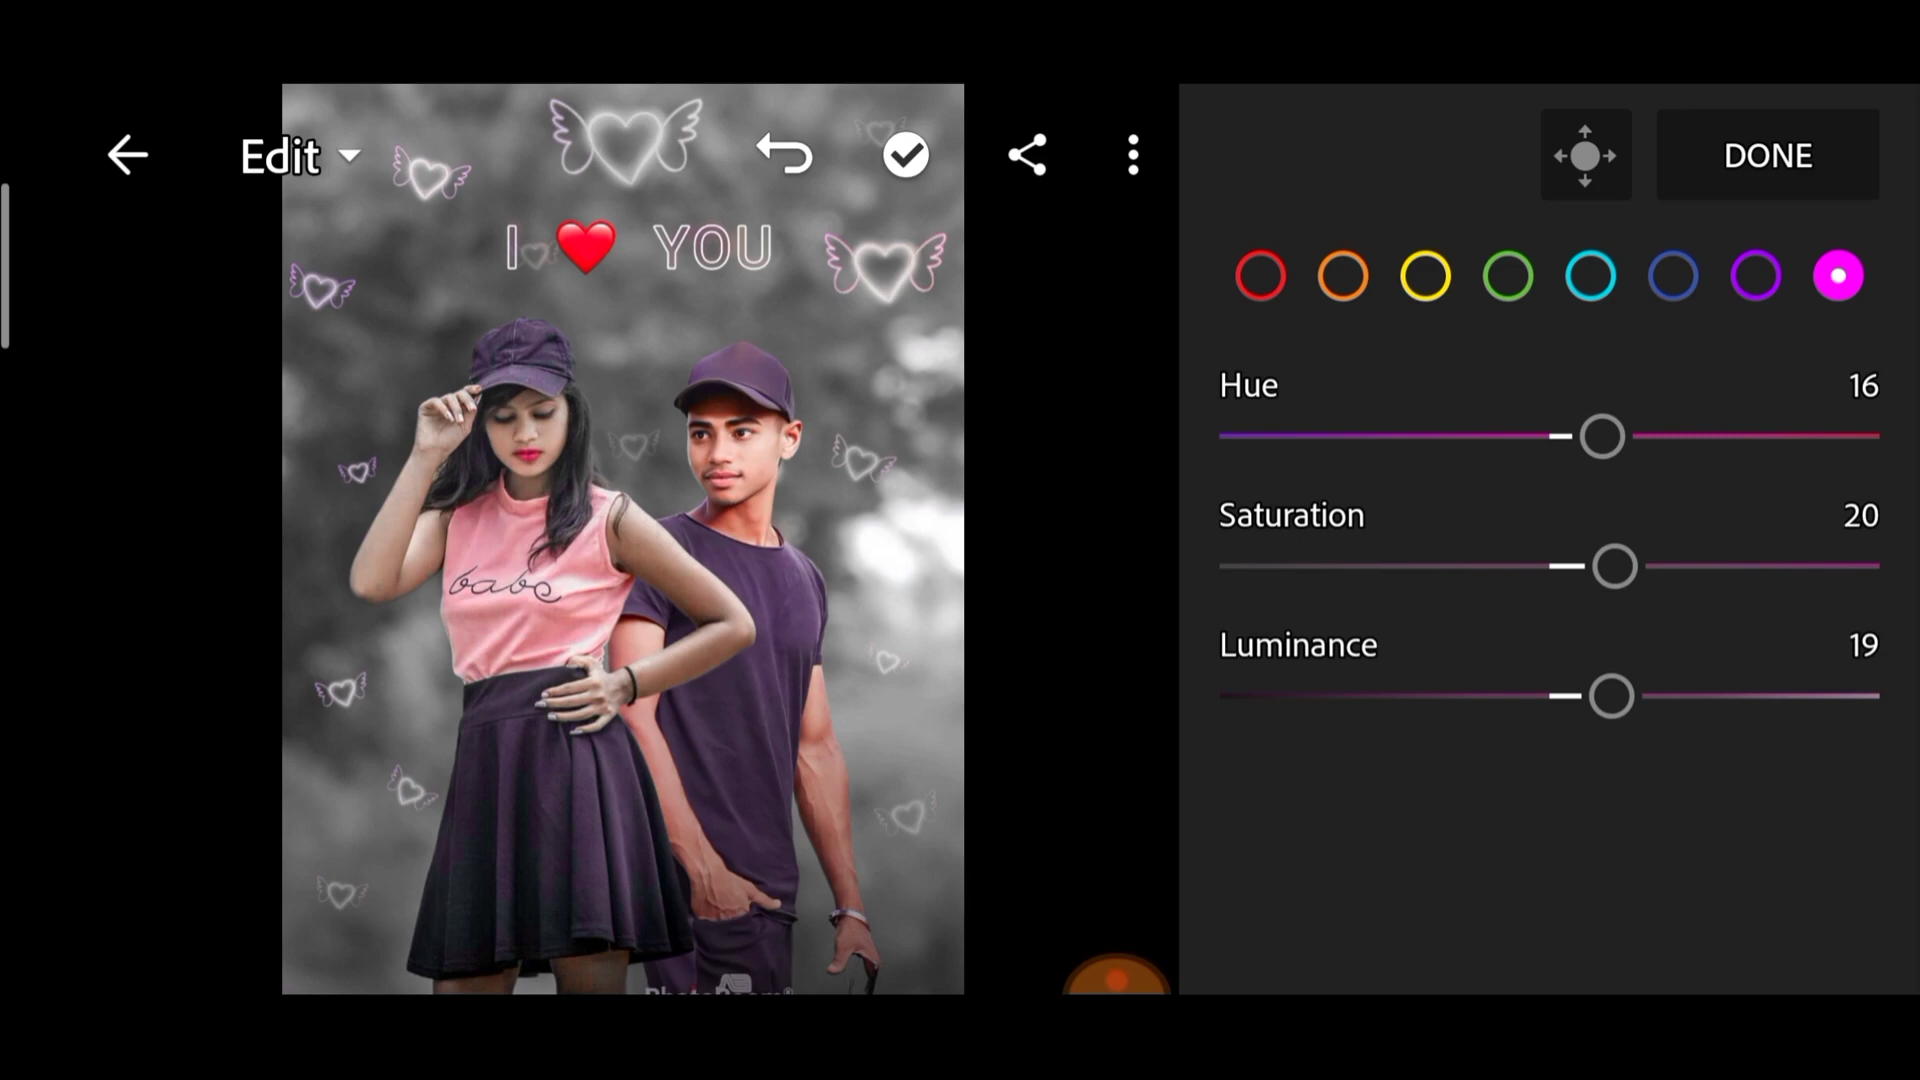 Edit
DONE
I ❤️ YOU
Hue 16
Saturation 20
Luminance 19
babe